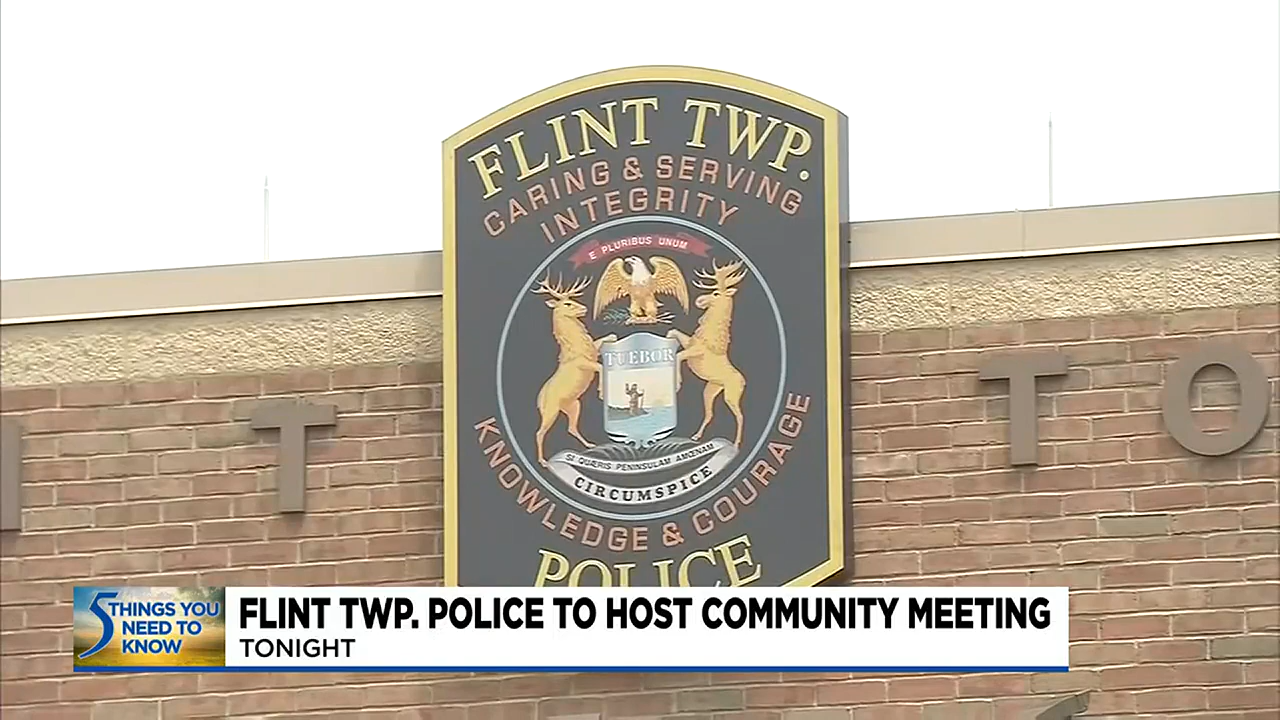 FLINT TWP.
CARING & SERVING
INTEGRITY
E PLURIBUS UNUM
TUEBOR
SI QUÆRIS PENINSULAM AMŒNAM
CIRCUMSPICE
KNOWLEDGE & COURAGE
POLICE
I T
T O
5 THINGS YOU
NEED TO
KNOW
FLINT TWP. POLICE TO HOST COMMUNITY MEETING
TONIGHT